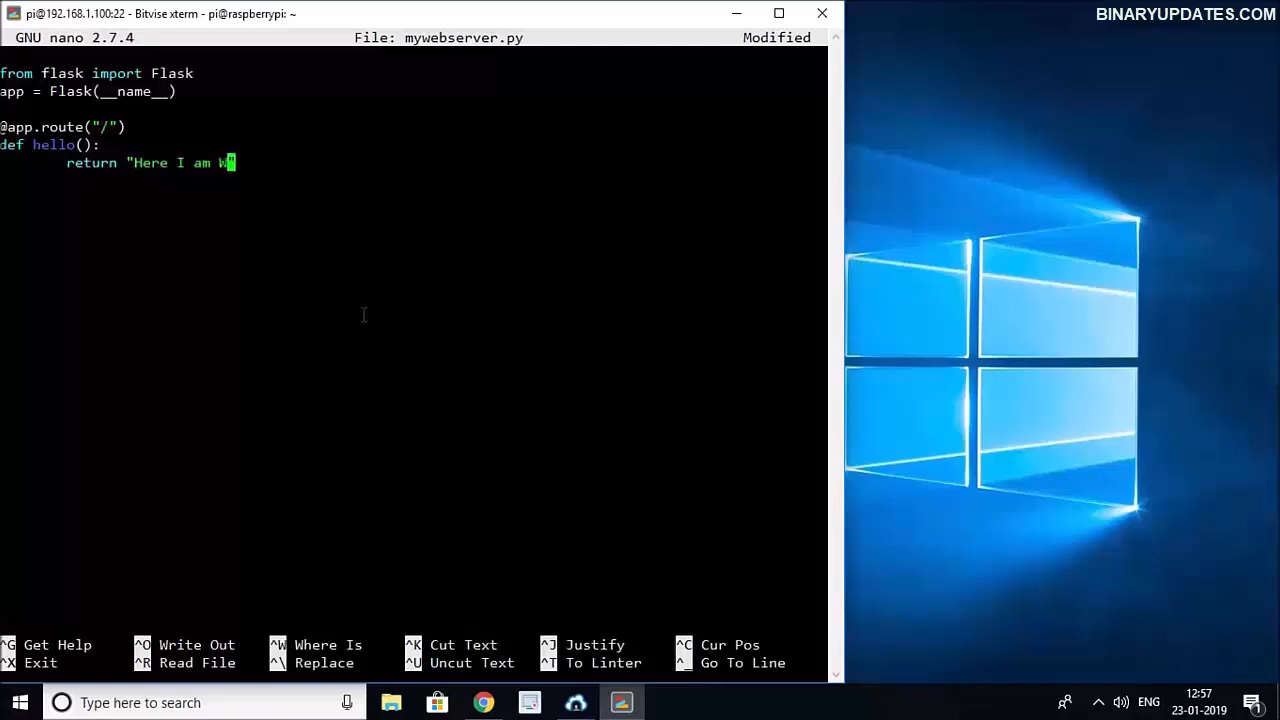 pi@192.168.1.100:22 - Bitvise xterm - pi@raspberrypi: ~
BINARYUPDATES.COM
GNU nano 2.7.4 File: mywebserver.py Modified
from flask import Flask
app = Flask(__name__)
@app.route("/")
def hello():
return "Here I am W"
^G Get Help ^O Write Out ^W Where Is ^K Cut Text ^J Justify ^C Cur Pos
^X Exit ^R Read File ^\ Replace ^U Uncut Text ^T To Linter ^_ Go To Line
Type here to search
ENG
12:57
23-01-2019
1